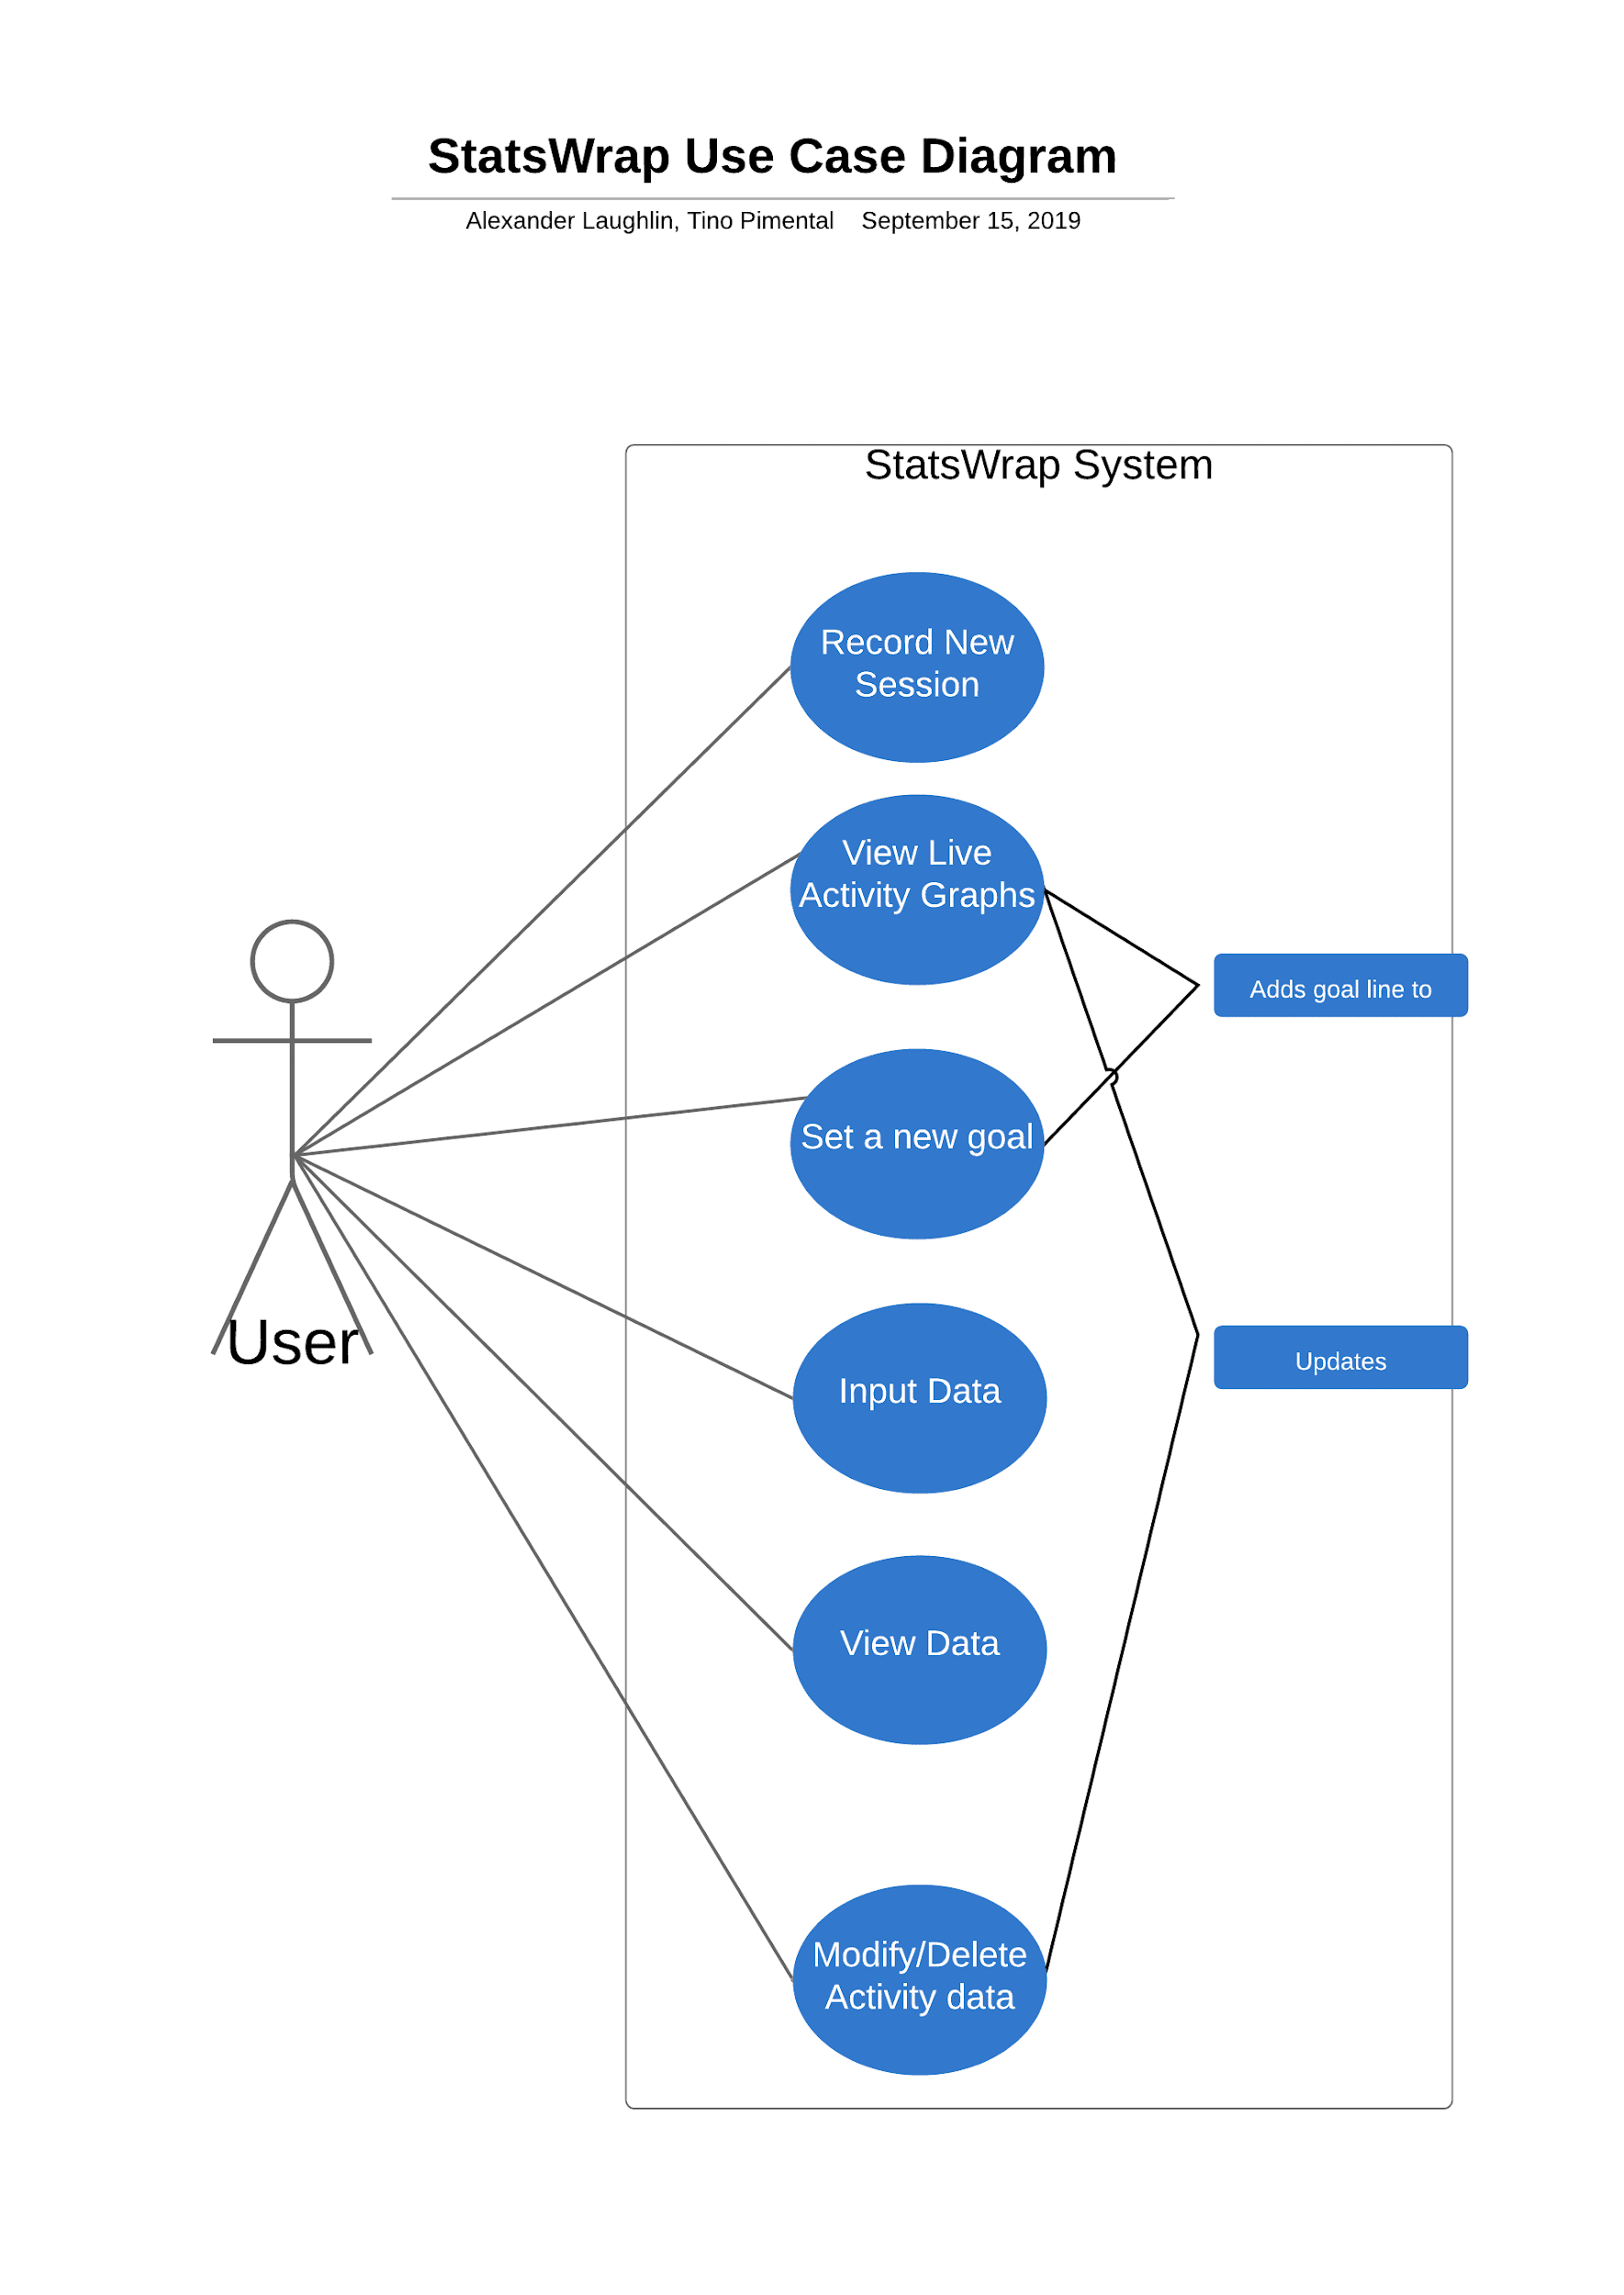 StatsWrap Use Case Diagram
Alexander Laughlin, Tino Pimental    September 15, 2019
StatsWrap System
Record New
Session
View Live
Activity Graphs
Adds goal line to
Set a new goal
User
Updates
Input Data
View Data
Modify/Delete
Activity data